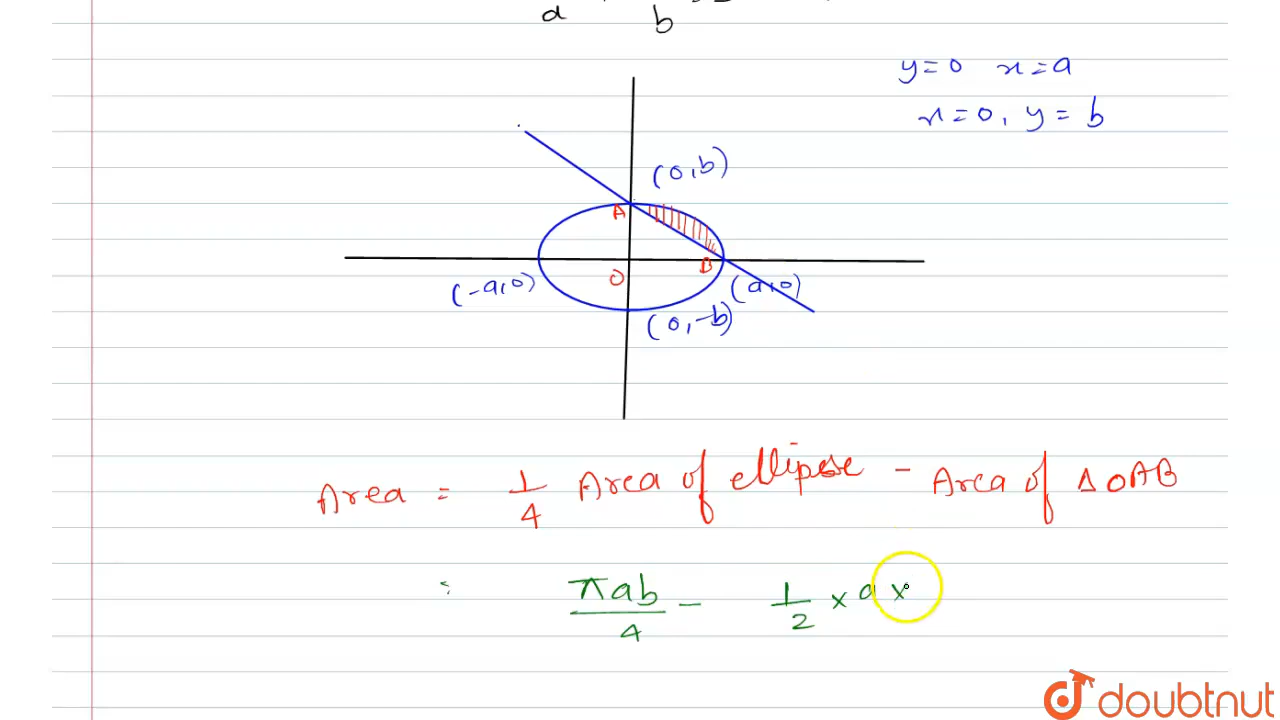 a b
y=0 x=a
x=0, y=b
(0,b)
A
B
O
(-a,0) (a,0)
(0,-b)
Area = 1/4 Area of ellipse - Area of Δ OAB
= πab/4 - 1/2 × a ×
doubtnut